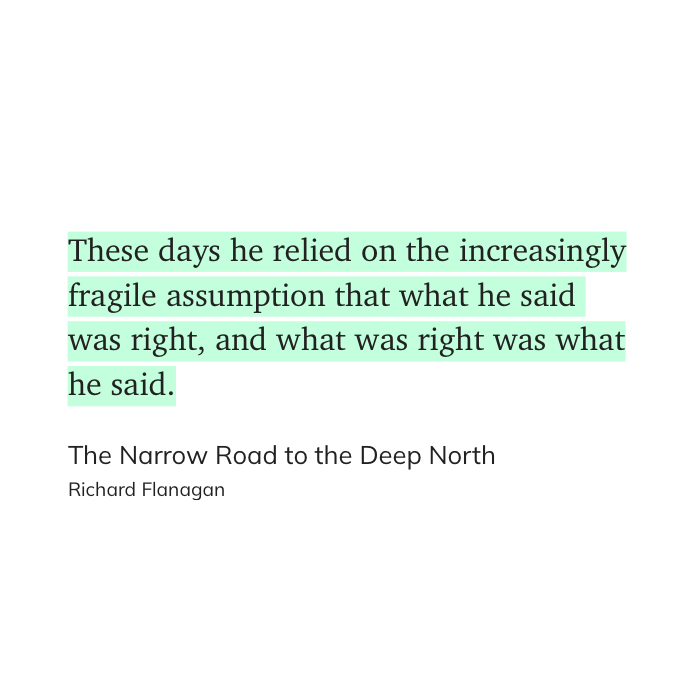 These days he relied on the increasingly
fragile assumption that what he said
was right, and what was right was what
he said.
The Narrow Road to the Deep North
Richard Flanagan